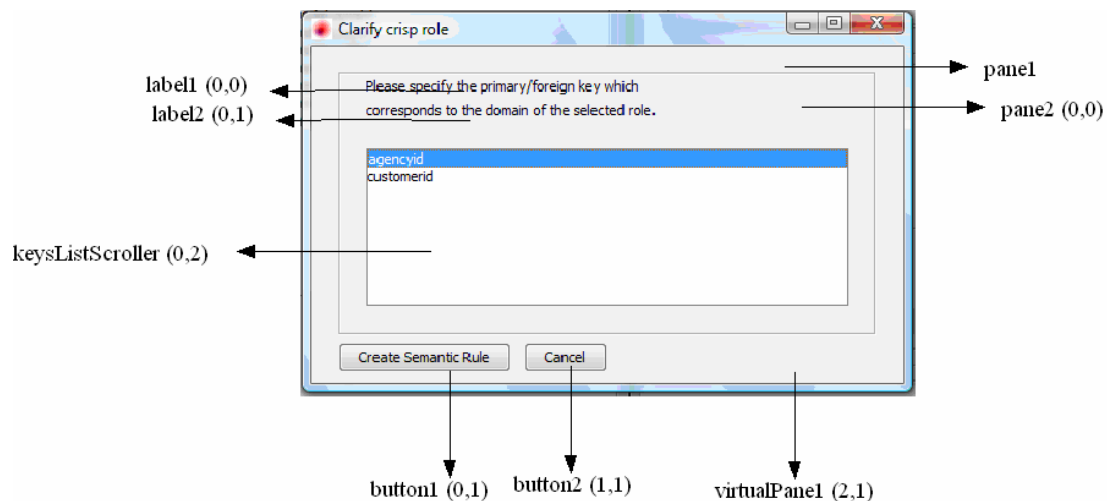 Clarify crisp role
label1 (0,0)
Please specify the primary/foreign key which
pane1
label2 (0,1)
corresponds to the domain of the selected role.
pane2 (0,0)
agencyid
customerid
keysListScroller (0,2)
Create Semantic Rule
Cancel
button1 (0,1)
button2 (1,1)
virtualPane1 (2,1)